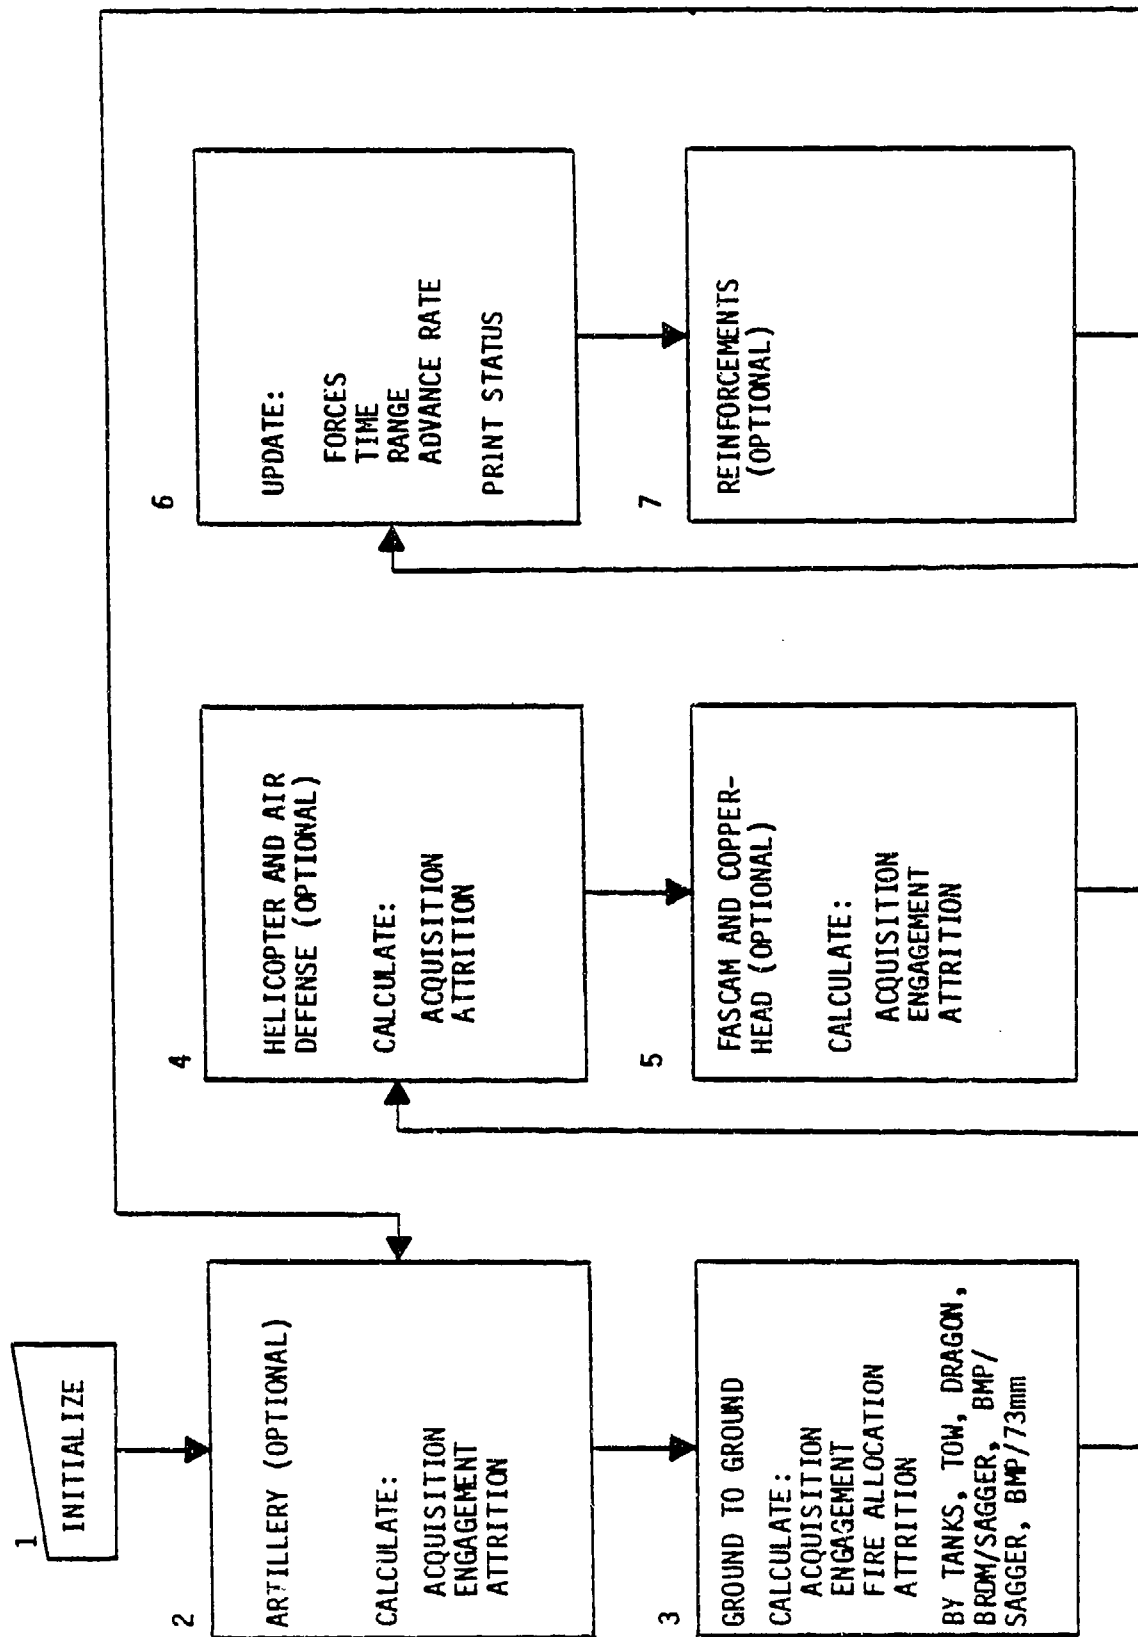 1
INITIALIZE
2
ARTILLERY (OPTIONAL)
CALCULATE:
ACQUISITION
ENGAGEMENT
ATTRITION
3
GROUND TO GROUND
CALCULATE:
ACQUISITION
ENGAGEMENT
FIRE ALLOCATION
ATTRITION
BY TANKS, TOW, DRAGON,
BRDM/SAGGER, BMP/
SAGGER, BMP/73mm
4
HELICOPTER AND AIR
DEFENSE (OPTIONAL)
CALCULATE:
ACQUISITION
ATTRITION
5
FASCAM AND COPPER-
HEAD (OPTIONAL)
CALCULATE:
ACQUISITION
ENGAGEMENT
ATTRITION
6
UPDATE:
FORCES
TIME
RANGE
ADVANCE RATE
PRINT STATUS
7
REINFORCEMENTS
(OPTIONAL)